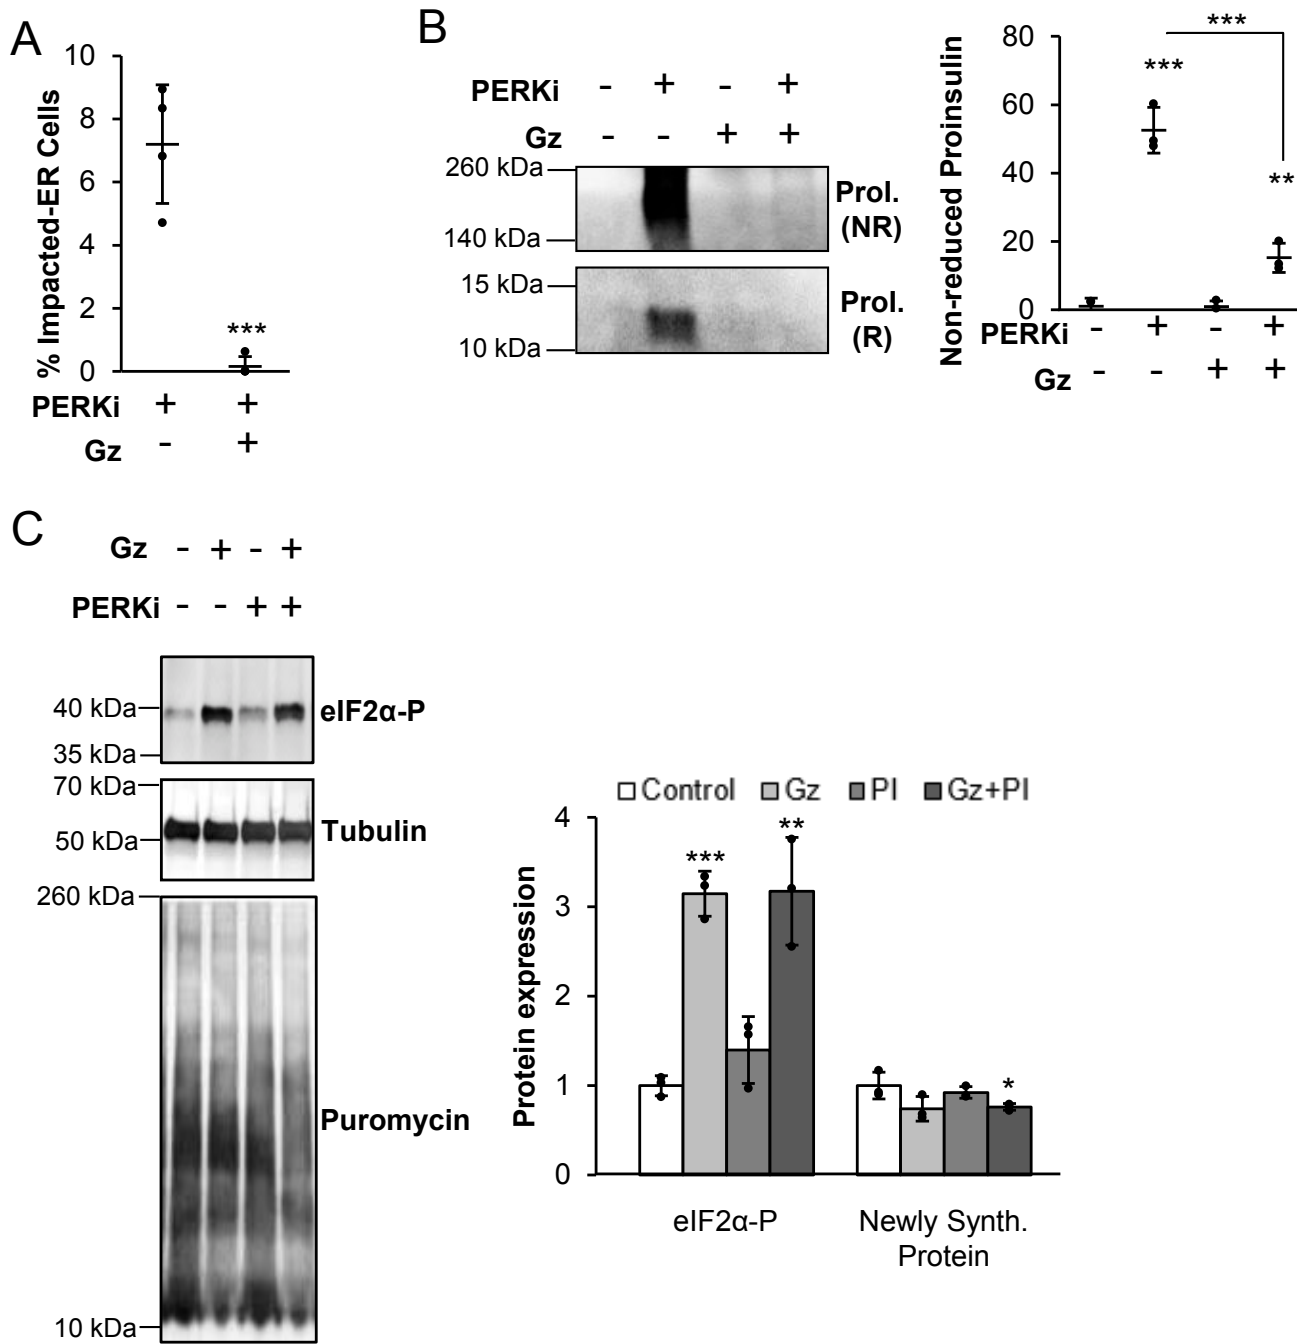 A
% Impacted-ER Cells
10
8
6
4
2
0
***
PERKi + +
Gz - +
B
PERKi - + - +
Gz - - + +
260 kDa
140 kDa
ProI.
(NR)
15 kDa
10 kDa
ProI.
(R)
Non-reduced Proinsulin
80
60
40
20
0
***
***
**
PERKi - + - +
Gz - - + +
C
Gz - + - +
PERKi - - + +
40 kDa
35 kDa
eIF2α-P
70 kDa
50 kDa
Tubulin
260 kDa
10 kDa
Puromycin
Control Gz PI Gz+PI
Protein expression
4
3
2
1
0
***
**
*
eIF2α-P
Newly Synth.
Protein